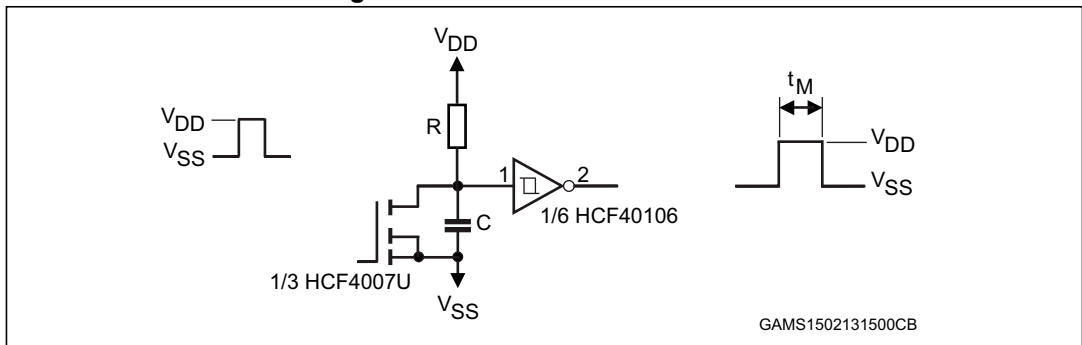 g
VDD
tM
VDD
VSS
R
1
2
VDD
VSS
1/6 HCF40106
C
1/3 HCF4007U
VSS
GAMS1502131500CB